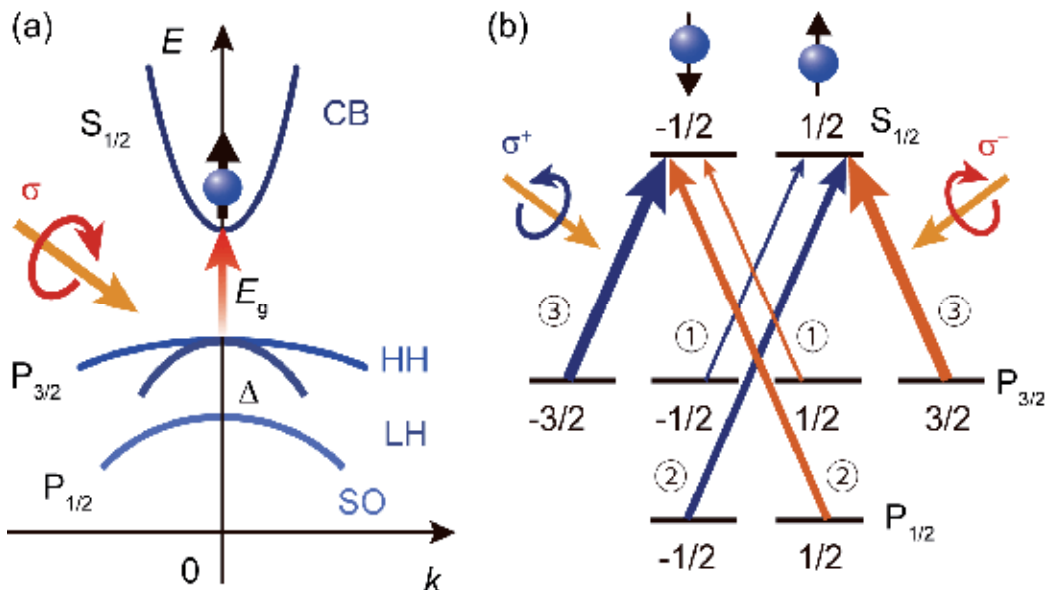 (a)
E
CB
S1/2
σ
Eg
HH
P3/2
Δ
LH
P1/2
SO
0
k
(b)
-1/2 1/2 S1/2
σ+ σ−
③ ① ① ③
P3/2
-3/2 -1/2 1/2 3/2
② ②
P1/2
-1/2 1/2